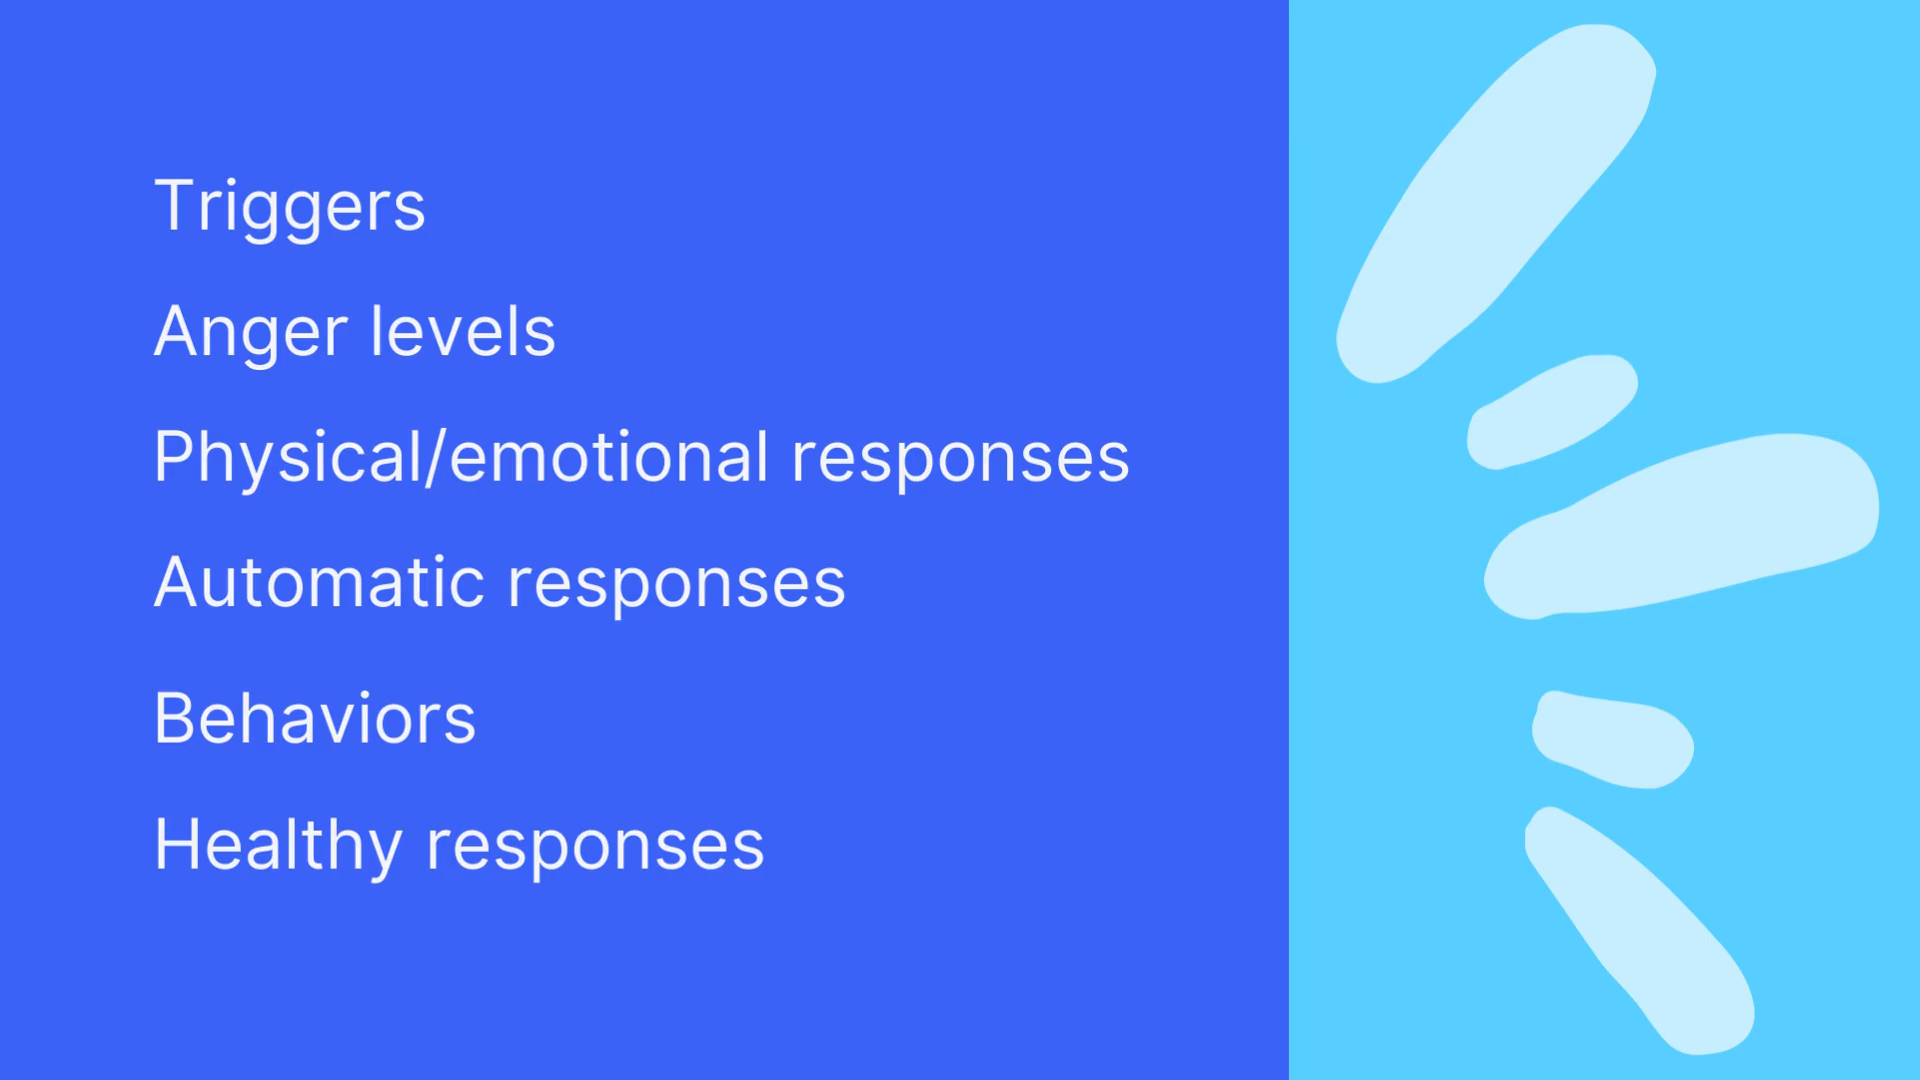 Triggers
Anger levels
Physical/emotional responses
Automatic responses
Behaviors
Healthy responses